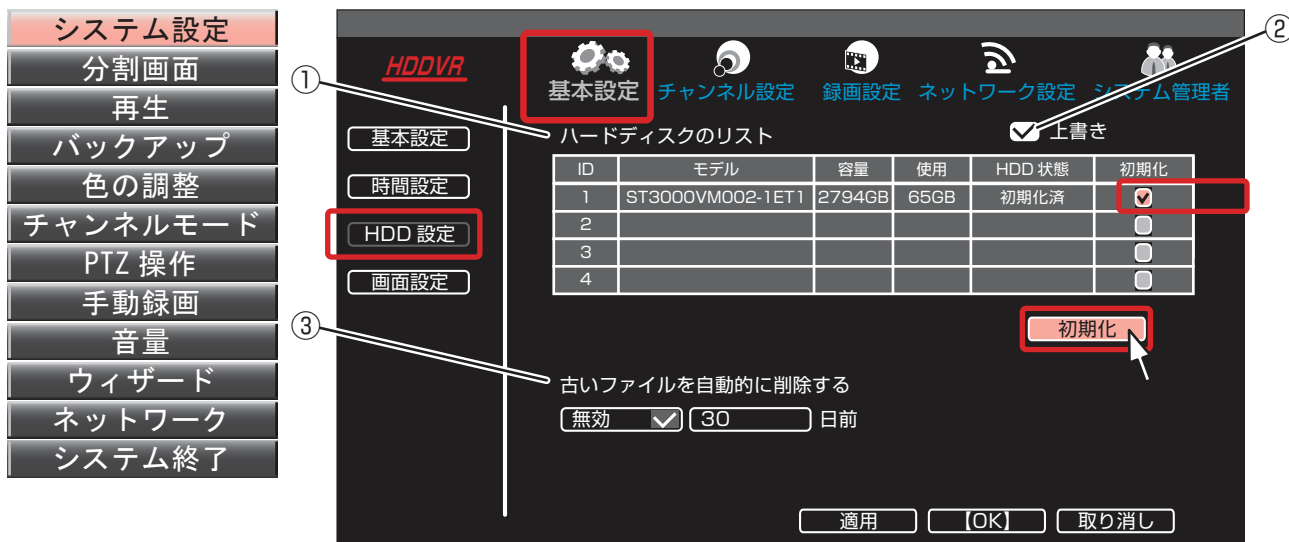 システム設定
分割画面
再生
バックアップ
色の調整
チャンネルモード
PTZ 操作
手動録画
音量
ウィザード
ネットワーク
システム終了
①
②
③
HDDVR
基本設定 チャンネル設定 録画設定 ネットワーク設定 システム管理者
基本設定
時間設定
HDD 設定
画面設定
ハードディスクのリスト 上書き
ID モデル 容量 使用 HDD 状態 初期化
1 ST3000VM002-1ET1 2794GB 65GB 初期化済
2
3
4
初期化
古いファイルを自動的に削除する
無効 30 日前
適用 【OK】 取り消し